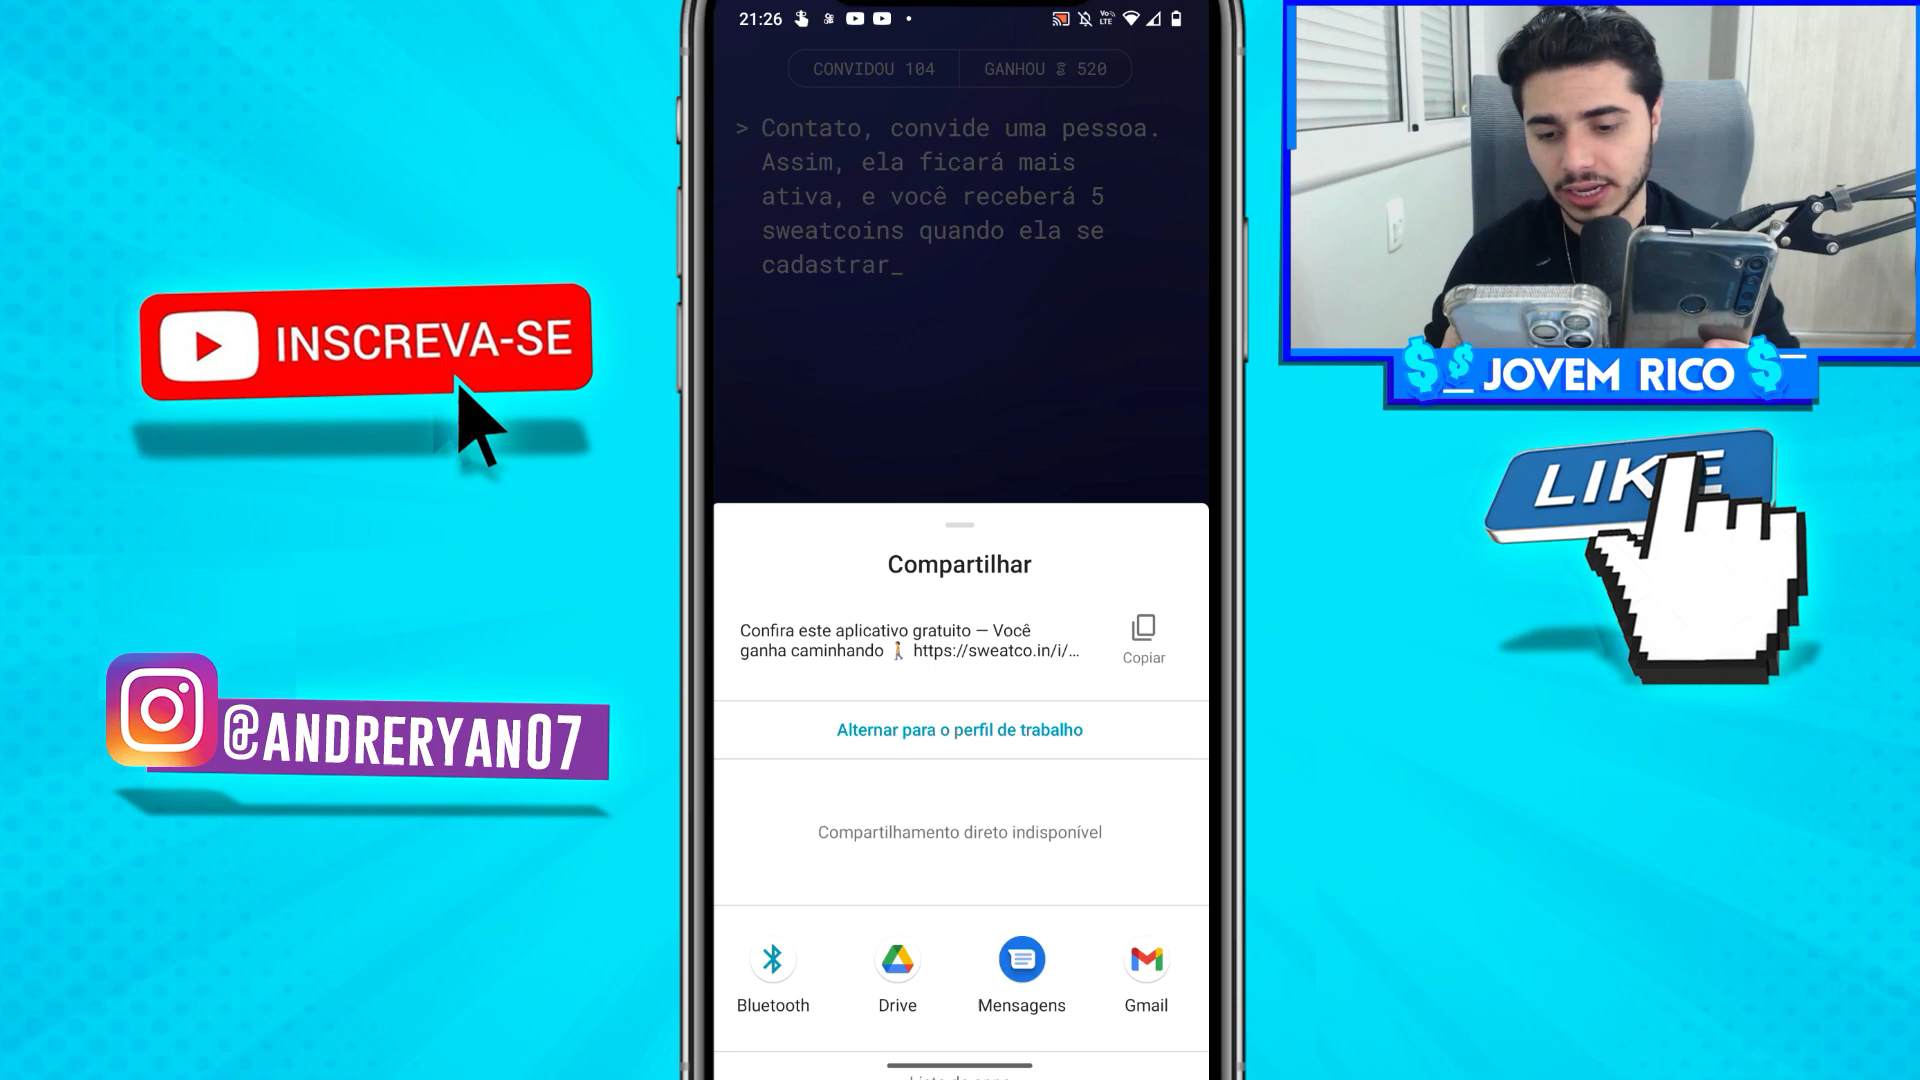 21:26
Vo LTE
CONVIDOU 104
GANHOU 520
> Contato, convide uma pessoa.
Assim, ela ficará mais
ativa, e você receberá 5
sweatcoins quando ela se
cadastrar_
INSCREVA-SE
@ANDRERYAN07
Compartilhar
Confira este aplicativo gratuito — Você
ganha caminhando 🚶 https://sweatco.in/i/...
Copiar
Alternar para o perfil de trabalho
Compartilhamento direto indisponível
Bluetooth
Drive
Mensagens
Gmail
$ $ JOVEM RICO $
LIKE